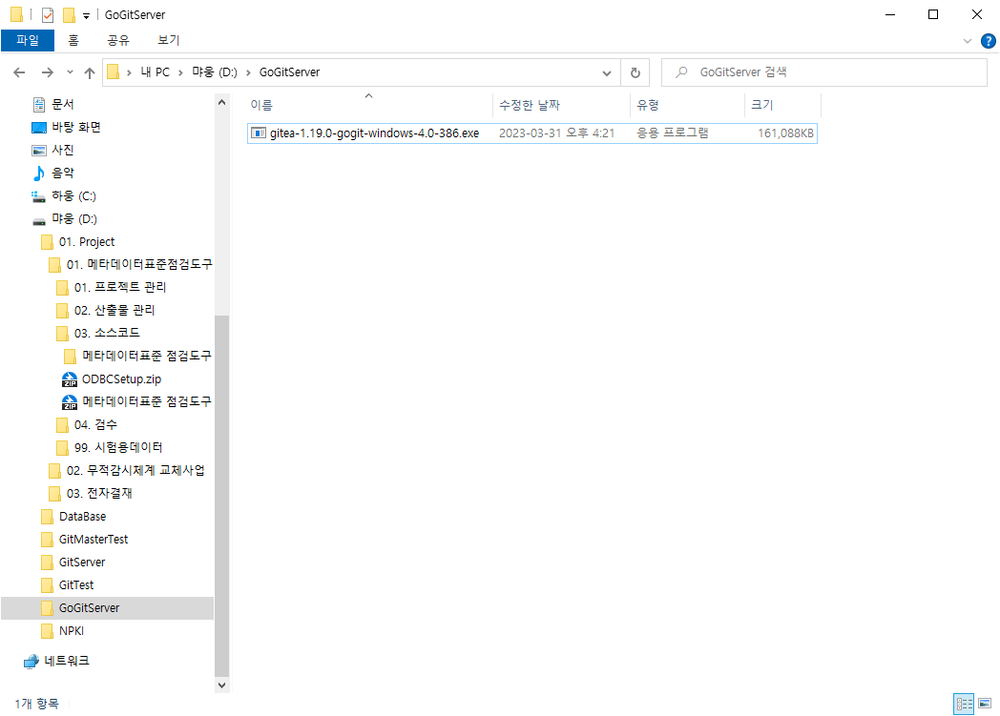 GoGitServer
파일 홈 공유 보기
내 PC 먀웅 (D:) GoGitServer
GoGitServer 검색
문서
바탕 화면
사진
음악
하웅 (C:)
먀웅 (D:)
01. Project
01. 메타데이터표준점검도구
01. 프로젝트 관리
02. 산출물 관리
03. 소스코드
메타데이터표준 점검도구
ODBCSetup.zip
메타데이터표준 점검도구
04. 검수
99. 시험용데이터
02. 무적감시체계 교체사업
03. 전자결재
DataBase
GitMasterTest
GitServer
GitTest
GoGitServer
NPKI
네트워크
이름 수정한 날짜 유형 크기
gitea-1.19.0-gogit-windows-4.0-386.exe 2023-03-31 오후 4:21 응용 프로그램 161,088KB
1개 항목